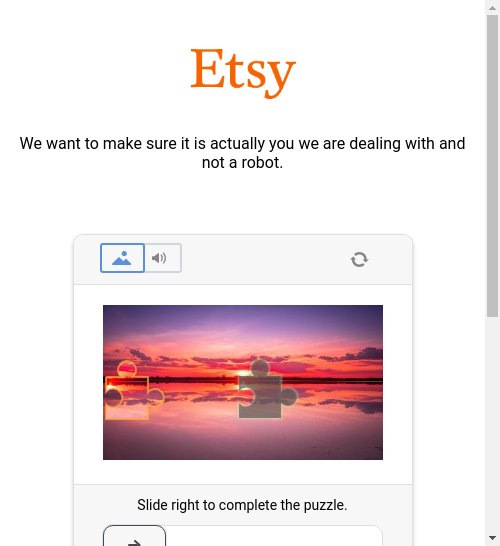 Etsy
We want to make sure it is actually you we are dealing with and
not a robot.
Slide right to complete the puzzle.